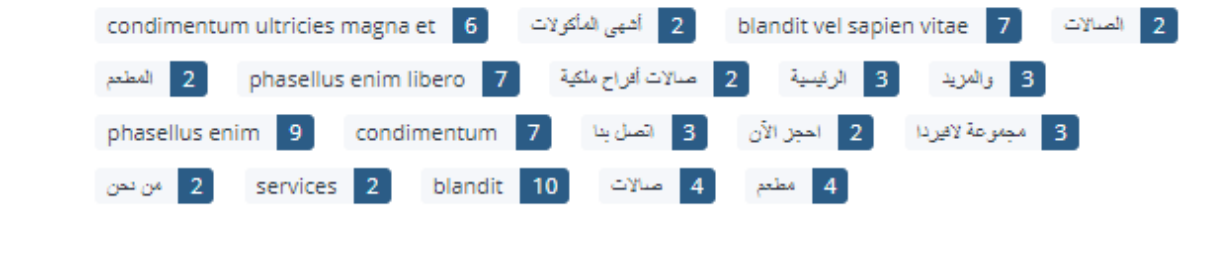 condimentum ultricies magna et 6 أشهى المأكولات 2 blandit vel sapien vitae 7 الصالات 2
المطعم 2 phasellus enim libero 7 صالات أفراح ملكية 2 الرئيسية 3 والمزيد 3
phasellus enim 9 condimentum 7 اتصل بنا 3 احجز الآن 2 مجموعة لافيردا 3
من نحن 2 services 2 blandit 10 صالات 4 مطعم 4